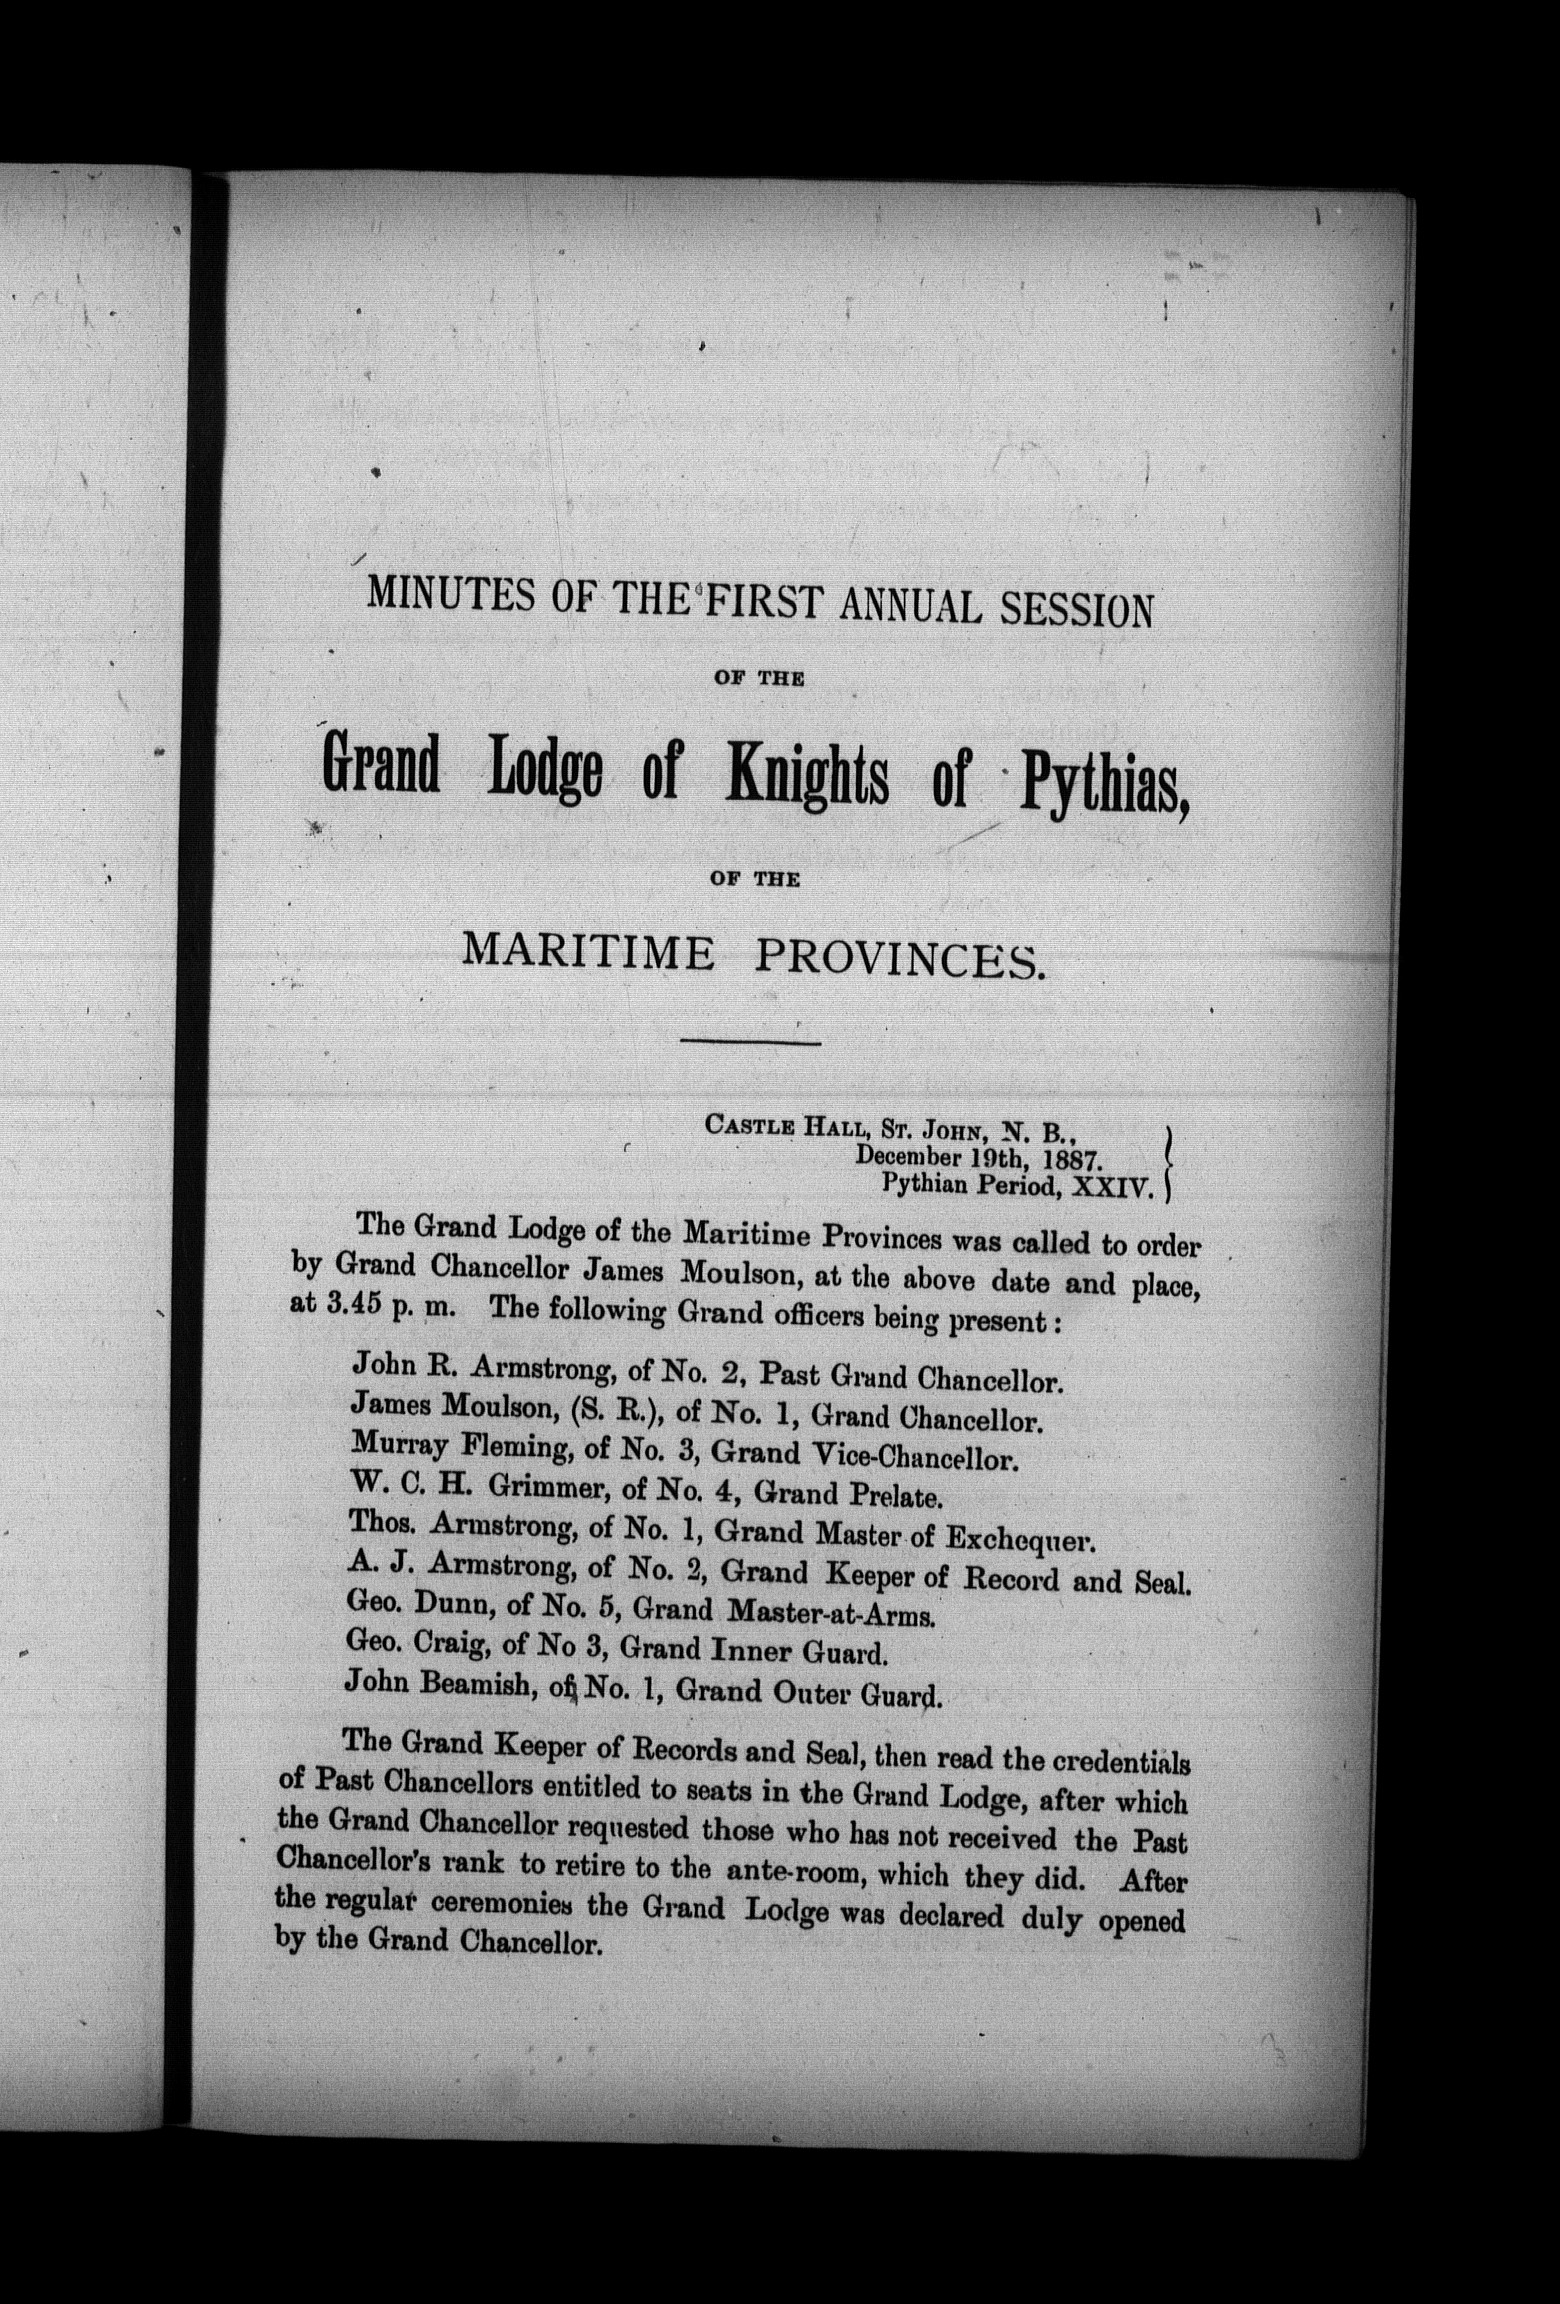 MINUTES OF THE FIRST ANNUAL SESSION
OF THE
Grand Lodge of Knights of Pythias,
OF THE
MARITIME PROVINCES.
CASTLE HALL, ST. JOHN, N. B.,
December 19th, 1887.
Pythian Period, XXIV.
The Grand Lodge of the Maritime Provinces was called to order
by Grand Chancellor James Moulson, at the above date and place,
at 3.45 p. m. The following Grand officers being present :
John R. Armstrong, of No. 2, Past Grand Chancellor.
James Moulson, (S. R.), of No. 1, Grand Chancellor.
Murray Fleming, of No. 3, Grand Vice-Chancellor.
W. C. H. Grimmer, of No. 4, Grand Prelate.
Thos. Armstrong, of No. 1, Grand Master of Exchequer.
A. J. Armstrong, of No. 2, Grand Keeper of Record and Seal.
Geo. Dunn, of No. 5, Grand Master-at-Arms.
Geo. Craig, of No 3, Grand Inner Guard.
John Beamish, of No. 1, Grand Outer Guard.
The Grand Keeper of Records and Seal, then read the credentials
of Past Chancellors entitled to seats in the Grand Lodge, after which
the Grand Chancellor requested those who has not received the Past
Chancellor's rank to retire to the ante-room, which they did. After
the regular ceremonies the Grand Lodge was declared duly opened
by the Grand Chancellor.